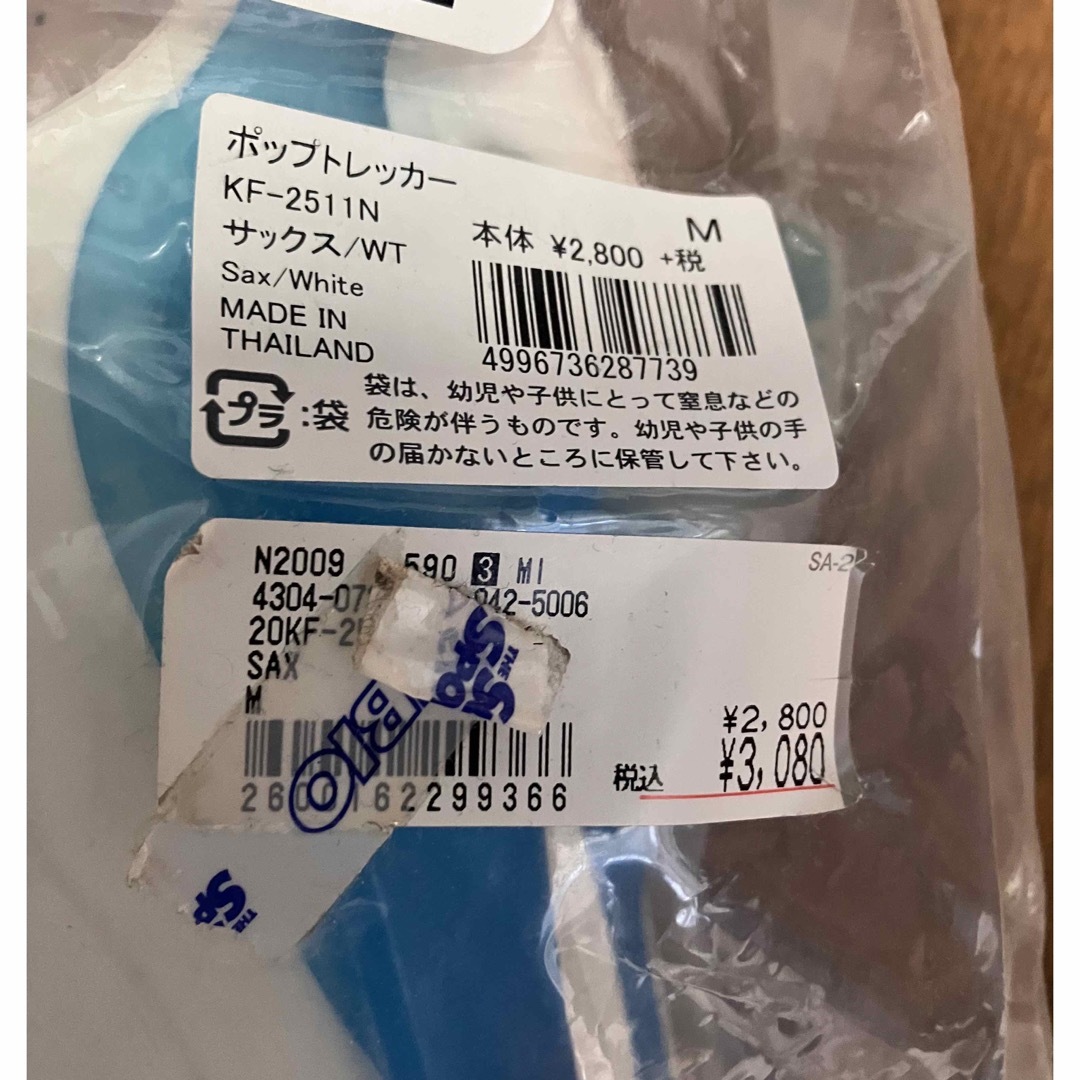 ポップトレッカー
KF-2511N
サックス/WT
Sax/White
MADE IN
THAILAND
M
本体 ¥2,800 +税
4996736287739
プラ :袋
袋は、幼児や子供にとって窒息などの
危険が伴うものです。幼児や子供の手
の届かないところに保管して下さい。
N2009 590 3 MI
SA-2
4304-07 942-5006
20KF-2
SAX
M
¥2,800
税込 ¥3,080
2600162299366
THE
BIO
THE